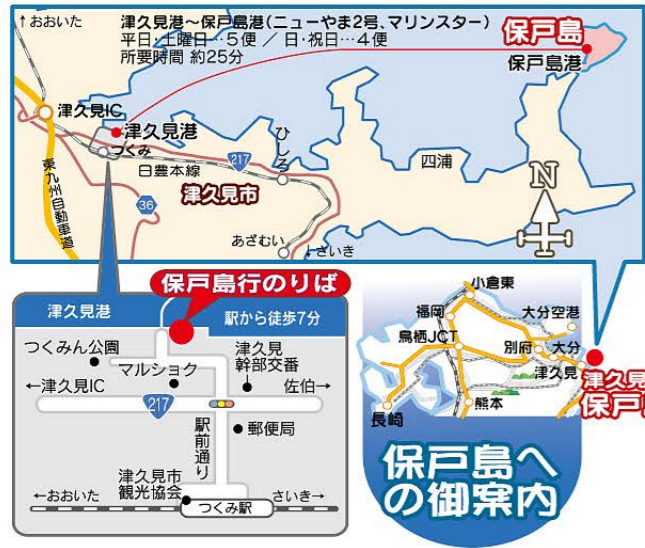 ↑おおいた
津久見港~保戸島港(ニューやま2号、マリンスター)
平日・土曜日…5便 / 日・祝日…4便
所要時間 約25分
保戸島
保戸島港
津久見IC
津久見港
つくみ
ひしろ
217
日豊本線
四浦
津久見市
36
東九州自動車道
あざむい
↓さいき
N
保戸島行のりば
津久見港
駅から徒歩7分
つくみん公園
マルショク
津久見
幹部交番
←津久見IC
佐伯→
217
駅前通り
郵便局
津久見市
観光協会
←おおいた
つくみ駅
さいき→
小倉東
福岡
大分空港
鳥栖JCT
別府
大分
津久見
津久見
保戸
長崎
熊本
保戸島へ
の御案内